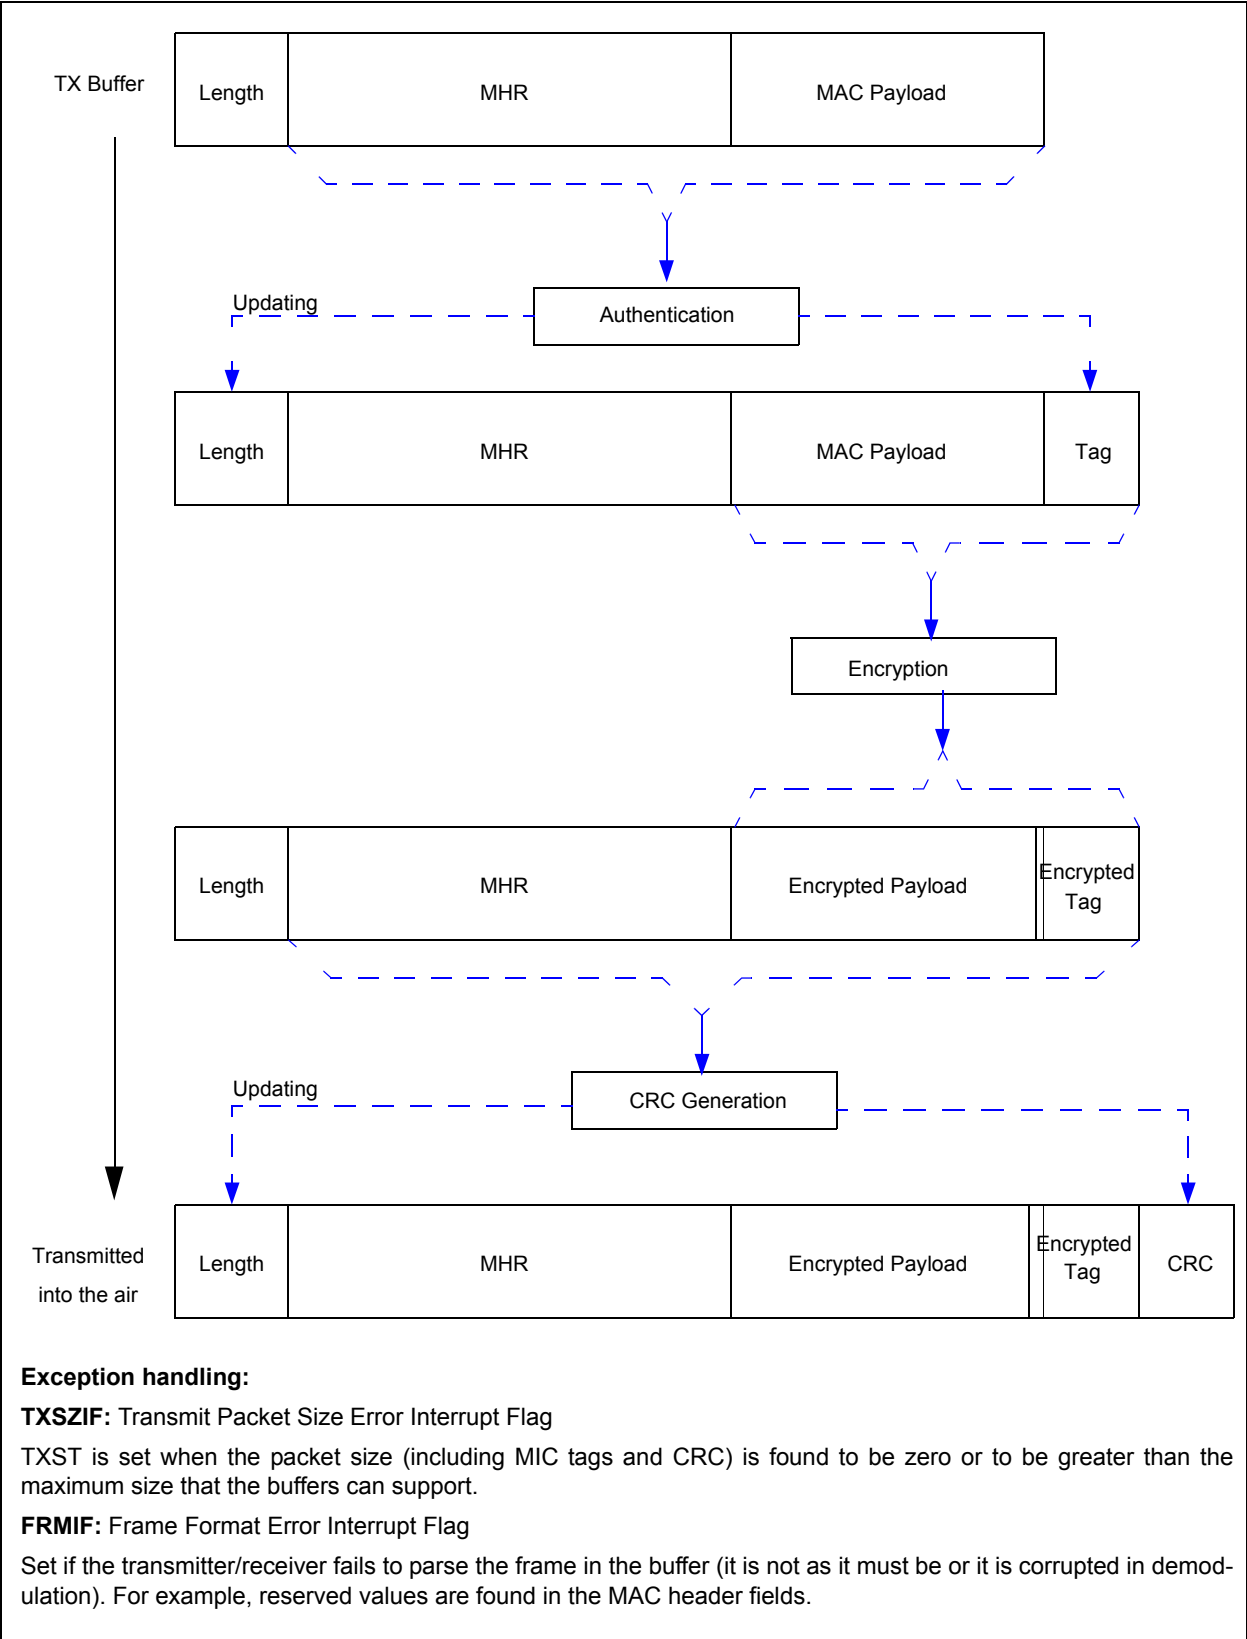 TX Buffer
Length
MHR
MAC Payload
Authentication
Updating
Length
MHR
MAC Payload
Tag
Encryption
Length
MHR
Encrypted Payload
Encrypted
Tag
Updating
CRC Generation
Transmitted
into the air
Length
MHR
Encrypted Payload
Encrypted
Tag
CRC
Exception handling:
TXSZIF: Transmit Packet Size Error Interrupt Flag
TXST is set when the packet size (including MIC tags and CRC) is found to be zero or to be greater than the
maximum size that the buffers can support.
FRMIF: Frame Format Error Interrupt Flag
Set if the transmitter/receiver fails to parse the frame in the buffer (it is not as it must be or it is corrupted in demod-
ulation). For example, reserved values are found in the MAC header fields.